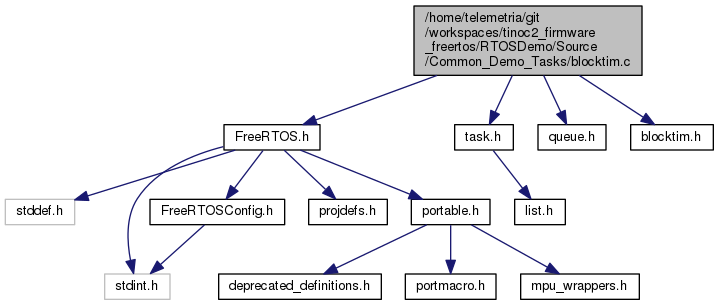 /home/telemetria/git
/workspaces/tinoc2_firmware
_freertos/RTOSDemo/Source
/Common_Demo_Tasks/blocktim.c
FreeRTOS.h
task.h
queue.h
blocktim.h
stddef.h
FreeRTOSConfig.h
projdefs.h
portable.h
list.h
stdint.h
deprecated_definitions.h
portmacro.h
mpu_wrappers.h